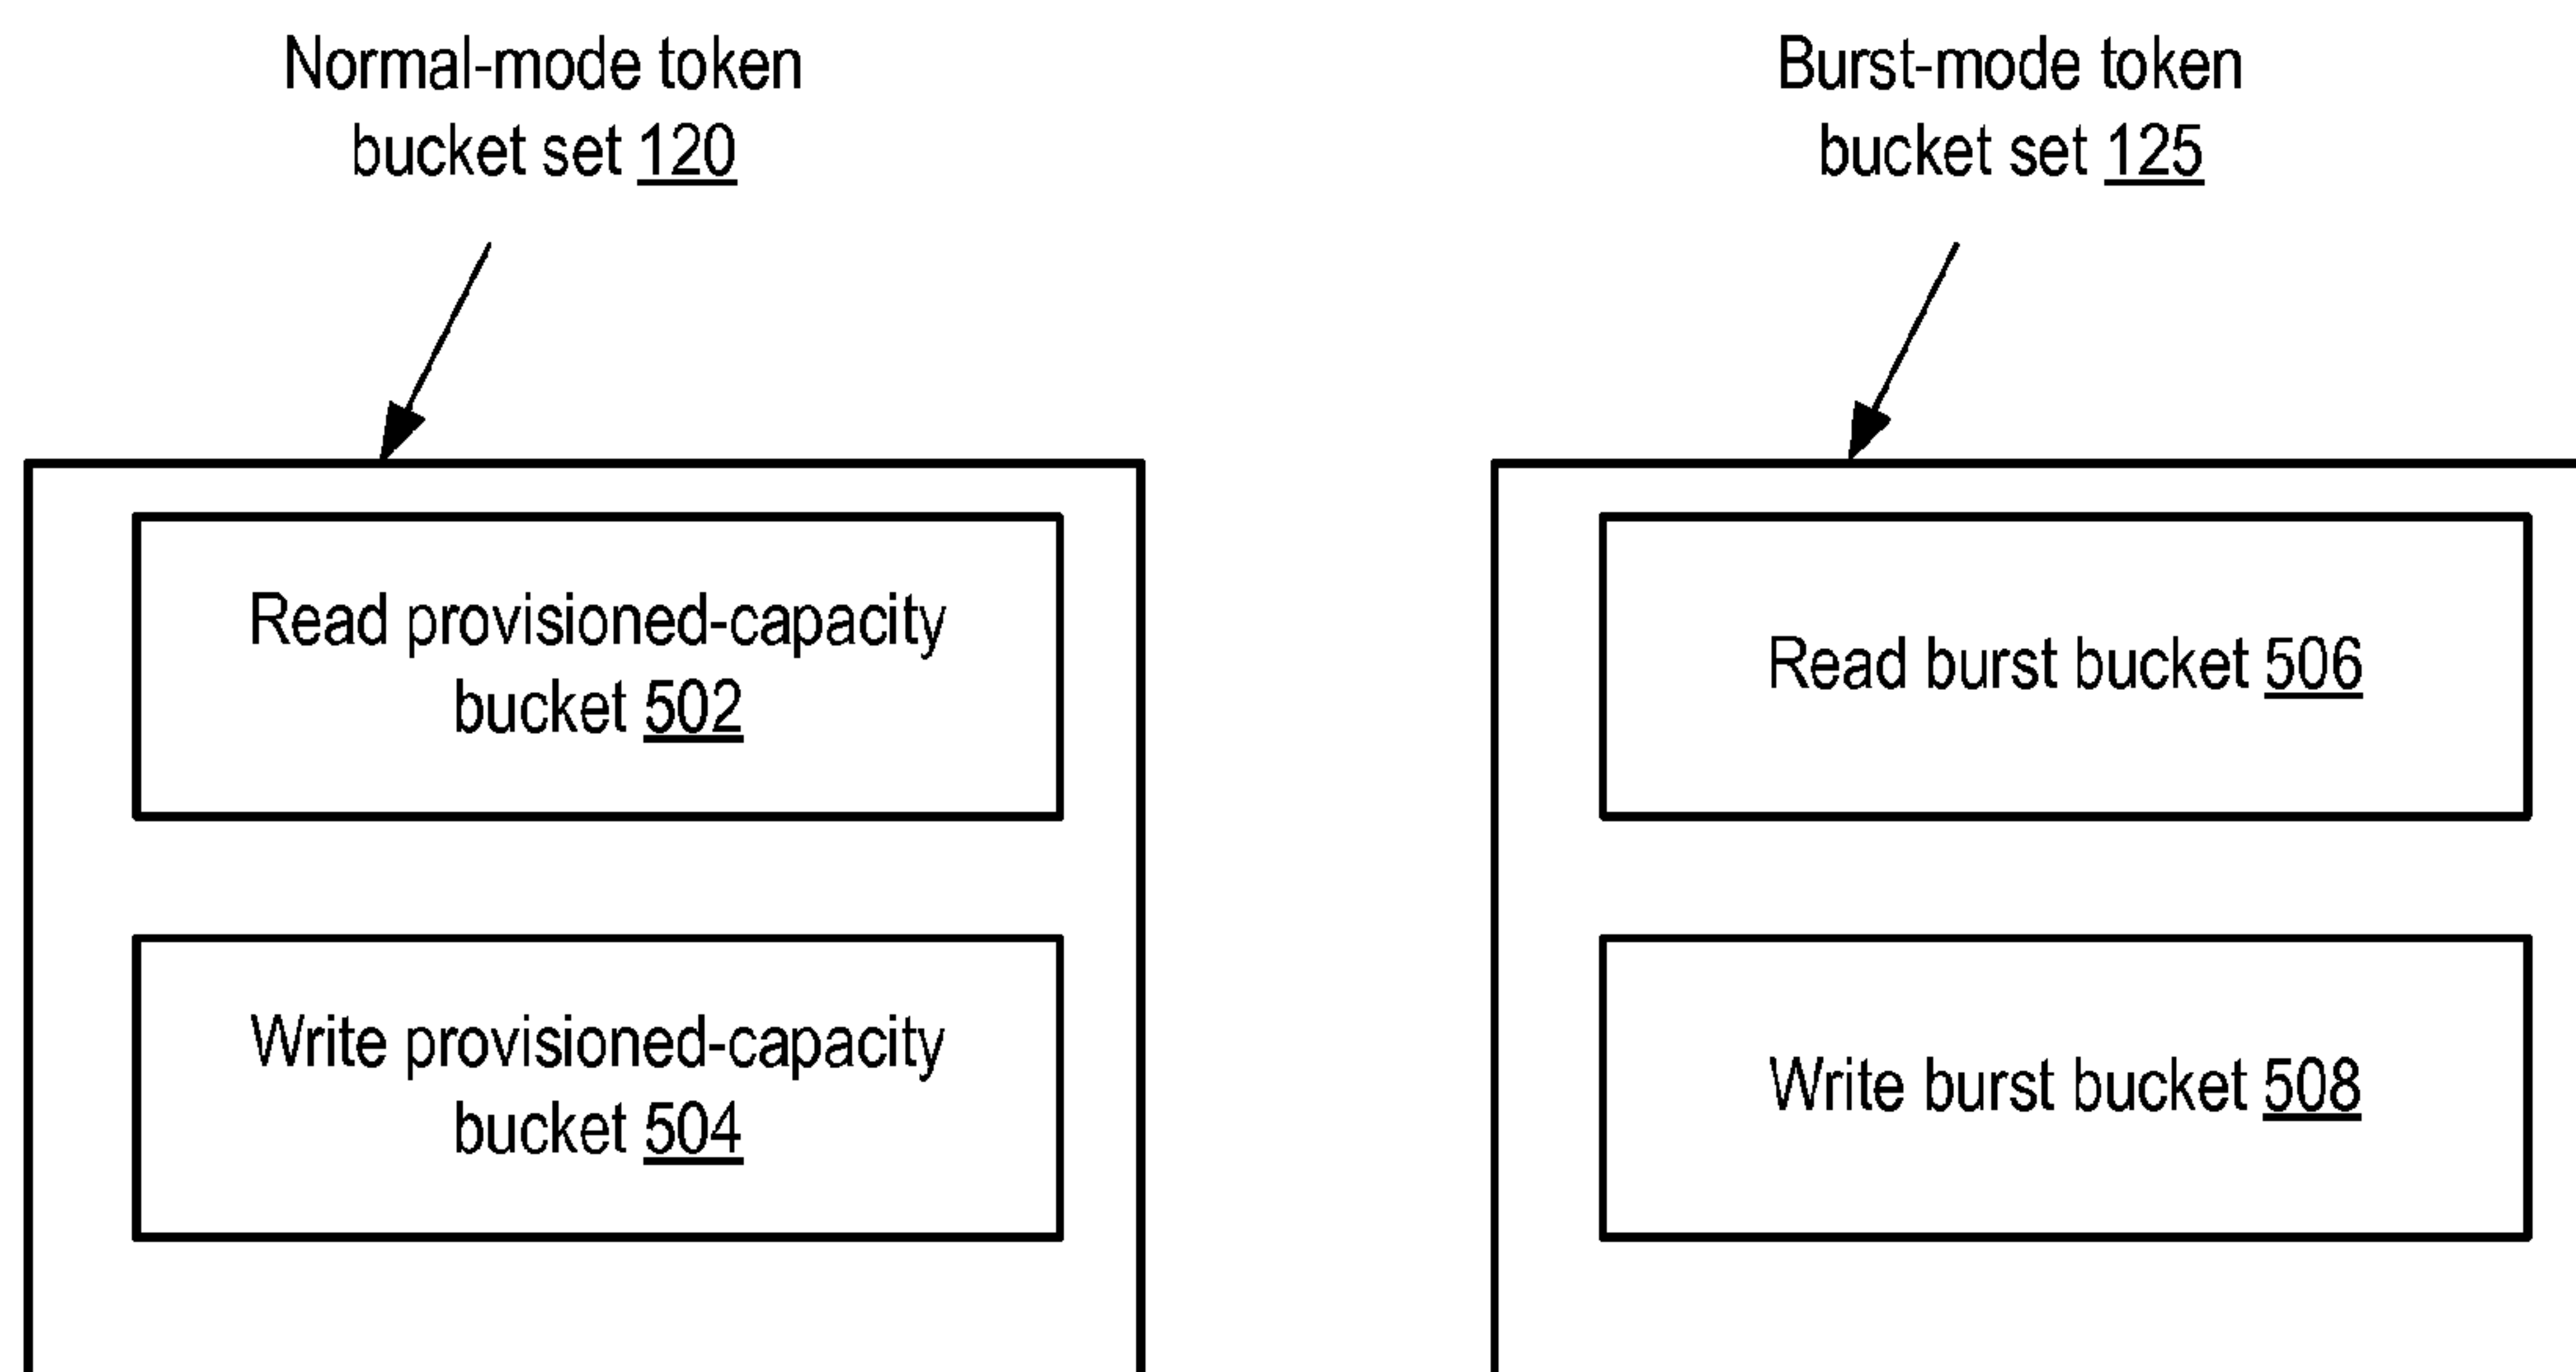 Normal-mode token
bucket set 120
Burst-mode token
bucket set 125
Read provisioned-capacity
bucket 502
Read burst bucket 506
Write provisioned-capacity
bucket 504
Write burst bucket 508